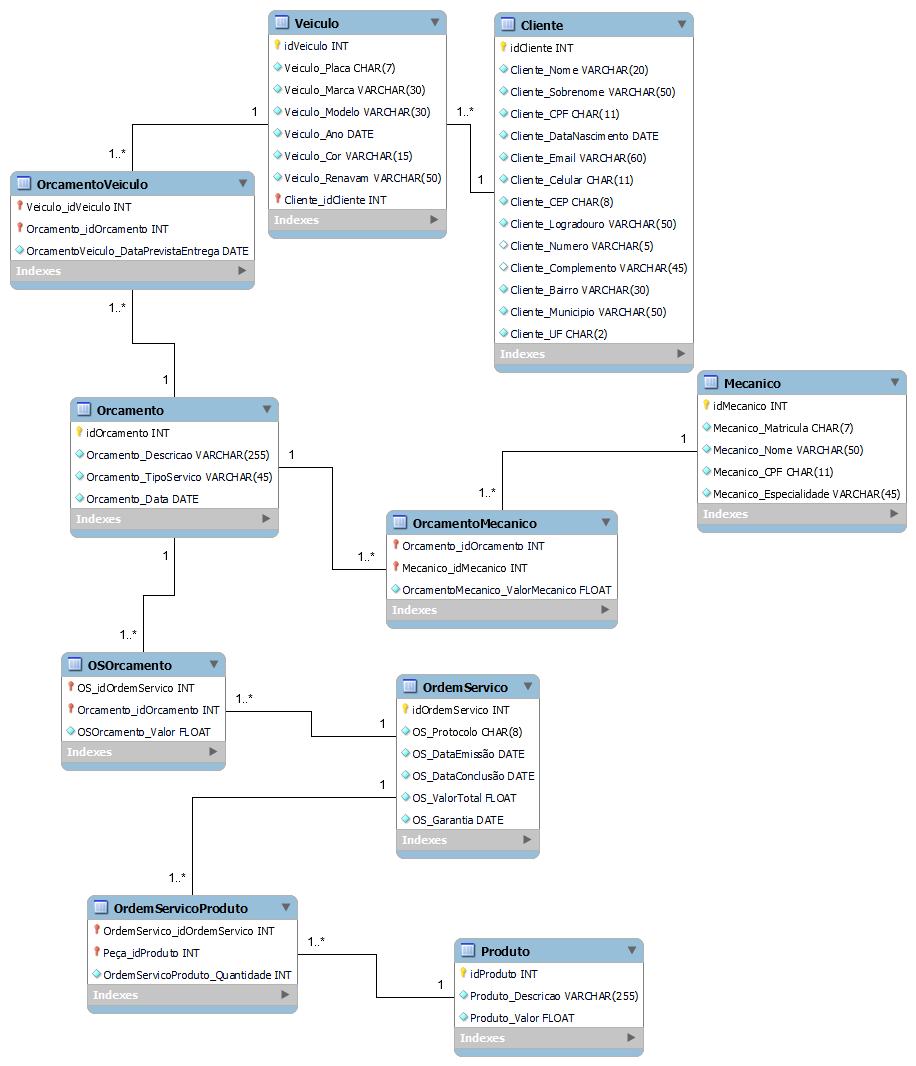 Veiculo
idVeiculo INT
Veiculo_Placa CHAR(7)
Veiculo_Marca VARCHAR(30)
Veiculo_Modelo VARCHAR(30)
Veiculo_Ano DATE
Veiculo_Cor VARCHAR(15)
Veiculo_Renavam VARCHAR(50)
Cliente_idCliente INT
Indexes
Cliente
idCliente INT
Cliente_Nome VARCHAR(20)
Cliente_Sobrenome VARCHAR(50)
Cliente_CPF CHAR(11)
Cliente_DataNascimento DATE
Cliente_Email VARCHAR(60)
Cliente_Celular CHAR(11)
Cliente_CEP CHAR(8)
Cliente_Logradouro VARCHAR(50)
Cliente_Numero VARCHAR(5)
Cliente_Complemento VARCHAR(45)
Cliente_Bairro VARCHAR(30)
Cliente_Municipio VARCHAR(50)
Cliente_UF CHAR(2)
Indexes
1
1..*
1..*
1
OrcamentoVeiculo
Veiculo_idVeiculo INT
Orcamento_idOrcamento INT
OrcamentoVeiculo_DataPrevistaEntrega DATE
Indexes
1..*
1
Orcamento
idOrcamento INT
Orcamento_Descricao VARCHAR(255)
Orcamento_TipoServico VARCHAR(45)
Orcamento_Data DATE
Indexes
Mecanico
idMecanico INT
Mecanico_Matricula CHAR(7)
Mecanico_Nome VARCHAR(50)
Mecanico_CPF CHAR(11)
Mecanico_Especialidade VARCHAR(45)
Indexes
1
1..*
1
1..*
OrcamentoMecanico
Orcamento_idOrcamento INT
Mecanico_idMecanico INT
OrcamentoMecanico_ValorMecanico FLOAT
Indexes
1
1..*
OSOrcamento
OS_idOrdemServico INT
Orcamento_idOrcamento INT
OSOrcamento_Valor FLOAT
Indexes
1..*
1
OrdemServico
idOrdemServico INT
OS_Protocolo CHAR(8)
OS_DataEmissão DATE
OS_DataConclusão DATE
OS_ValorTotal FLOAT
OS_Garantia DATE
Indexes
1
1..*
OrdemServicoProduto
OrdemServico_idOrdemServico INT
Peça_idProduto INT
OrdemServicoProduto_Quantidade INT
Indexes
1..*
1
Produto
idProduto INT
Produto_Descricao VARCHAR(255)
Produto_Valor FLOAT
Indexes